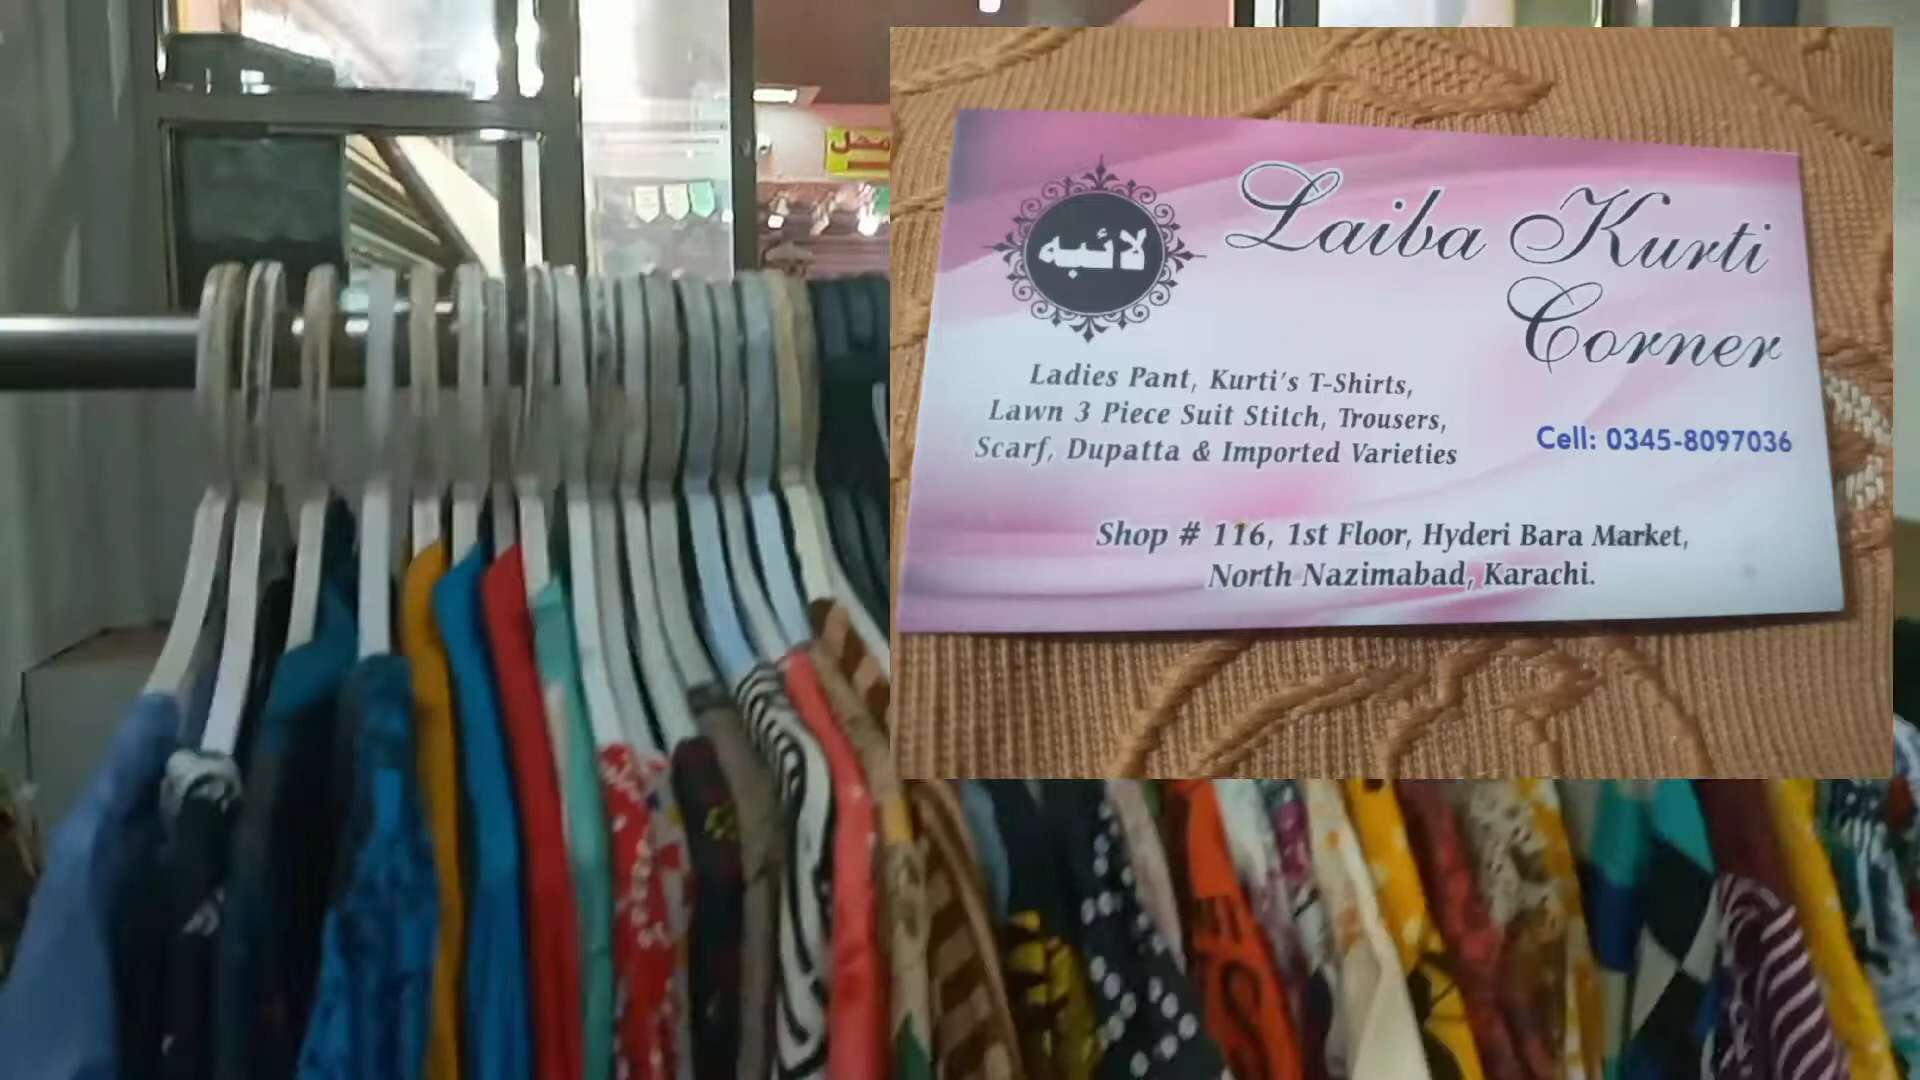 محل
لائبہ
Laiba Kurti
Corner
Ladies Pant, Kurti's T-Shirts,
Lawn 3 Piece Suit Stitch, Trousers,
Scarf, Dupatta & Imported Varieties
Cell: 0345-8097036
Shop # 116, 1st Floor, Hyderi Bara Market,
North Nazimabad, Karachi.